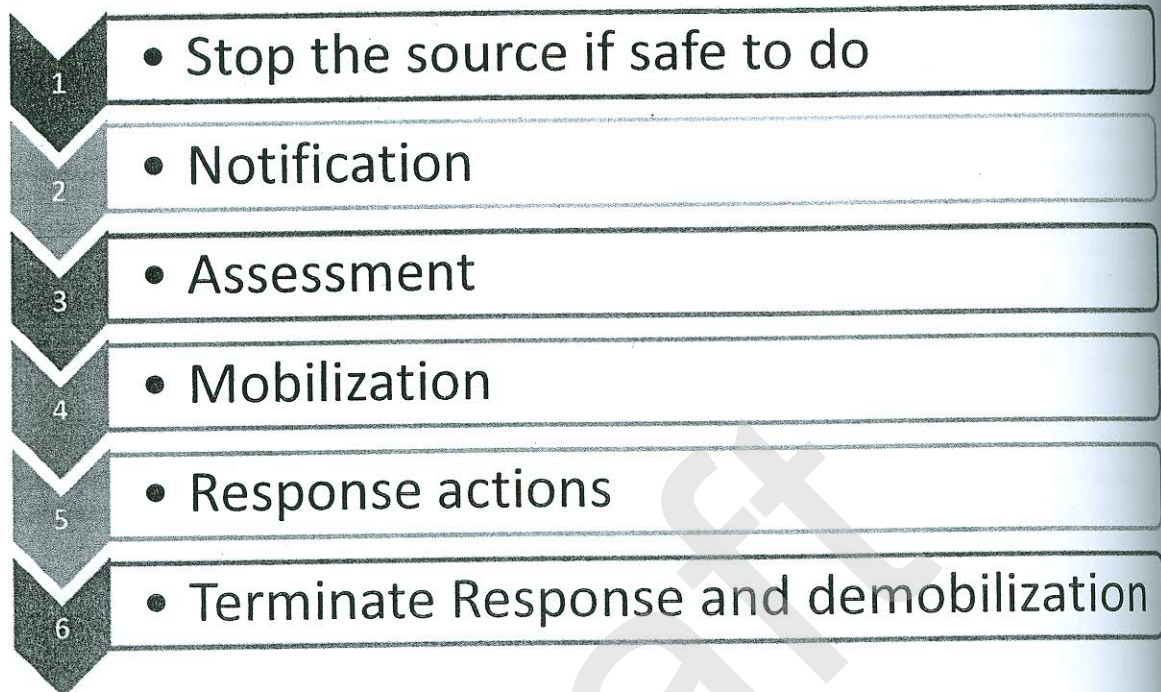 1
• Stop the source if safe to do
2
• Notification
3
• Assessment
4
• Mobilization
5
• Response actions
6
• Terminate Response and demobilization